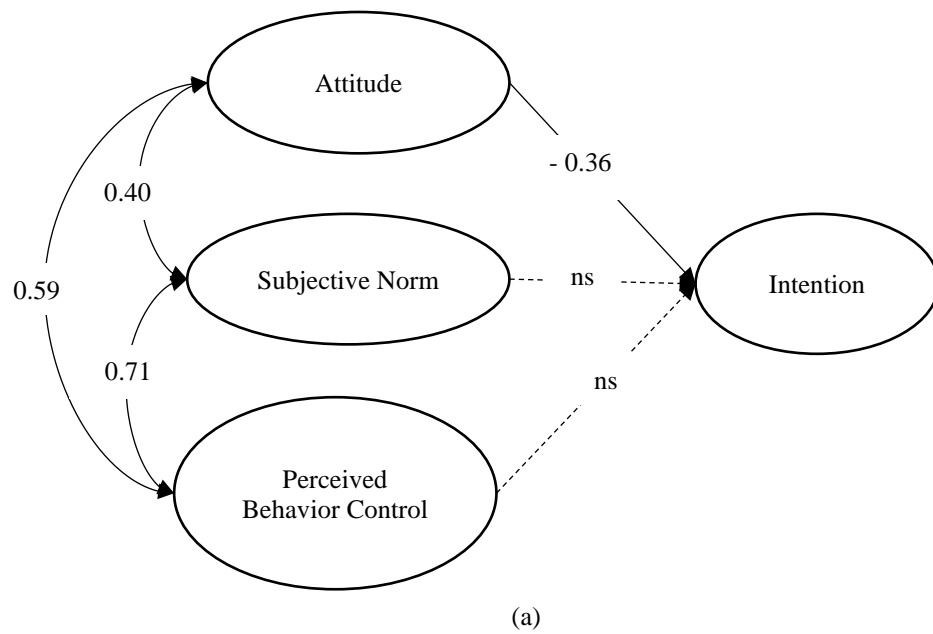 Attitude
- 0.36
0.40
Subjective Norm
ns
Intention
0.59
0.71
ns
Perceived
Behavior Control
(a)